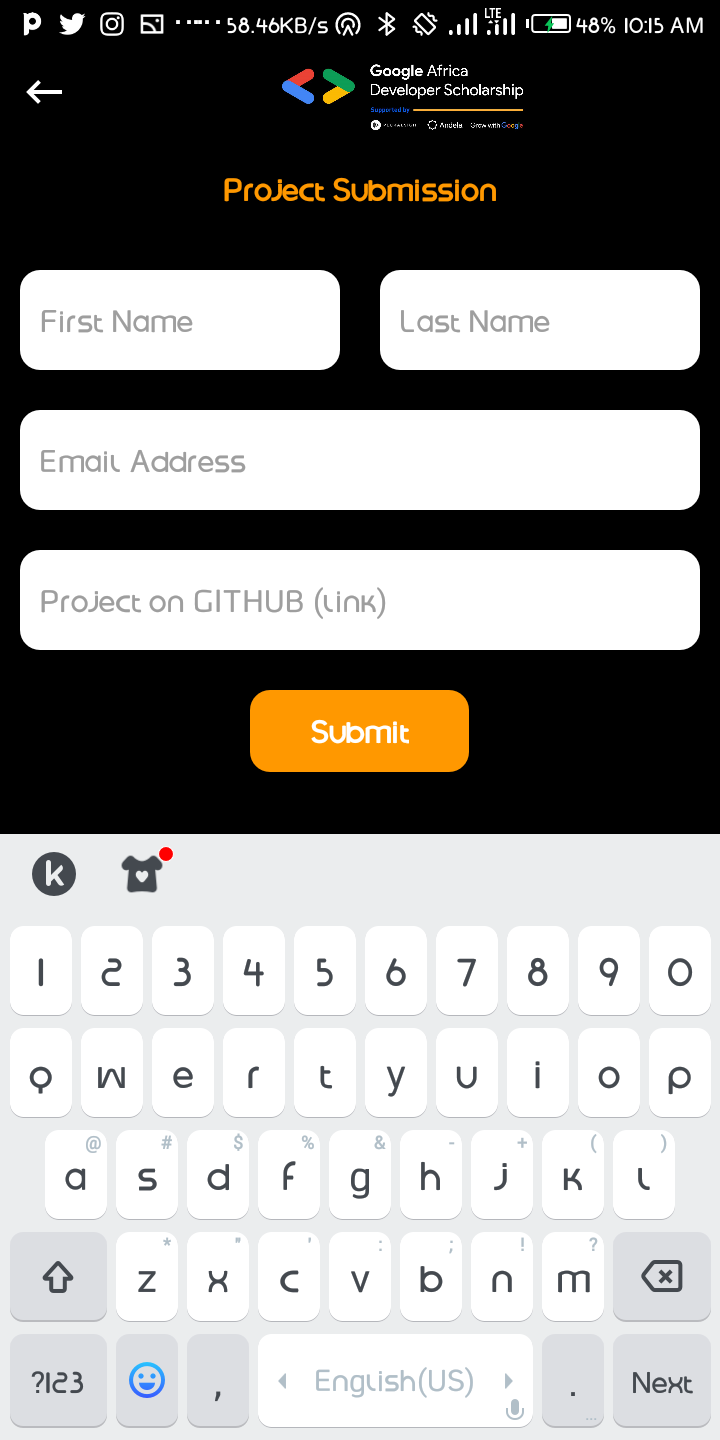 58.46KB/s LTE 48% 10:15 AM
Google Africa
Developer Scholarship
Supported by
PLURALSIGHT Andela Grow with Google
Project Submission
First Name Last Name
Email Address
Project on GITHUB (link)
Submit
k
1 2 3 4 5 6 7 8 9 0
q w e r t y u i o p
@ # $ % & - + ( )
a s d f g h j k l
* " ' : ; ! ?
z x c v b n m
?123 , English(US) . Next
...